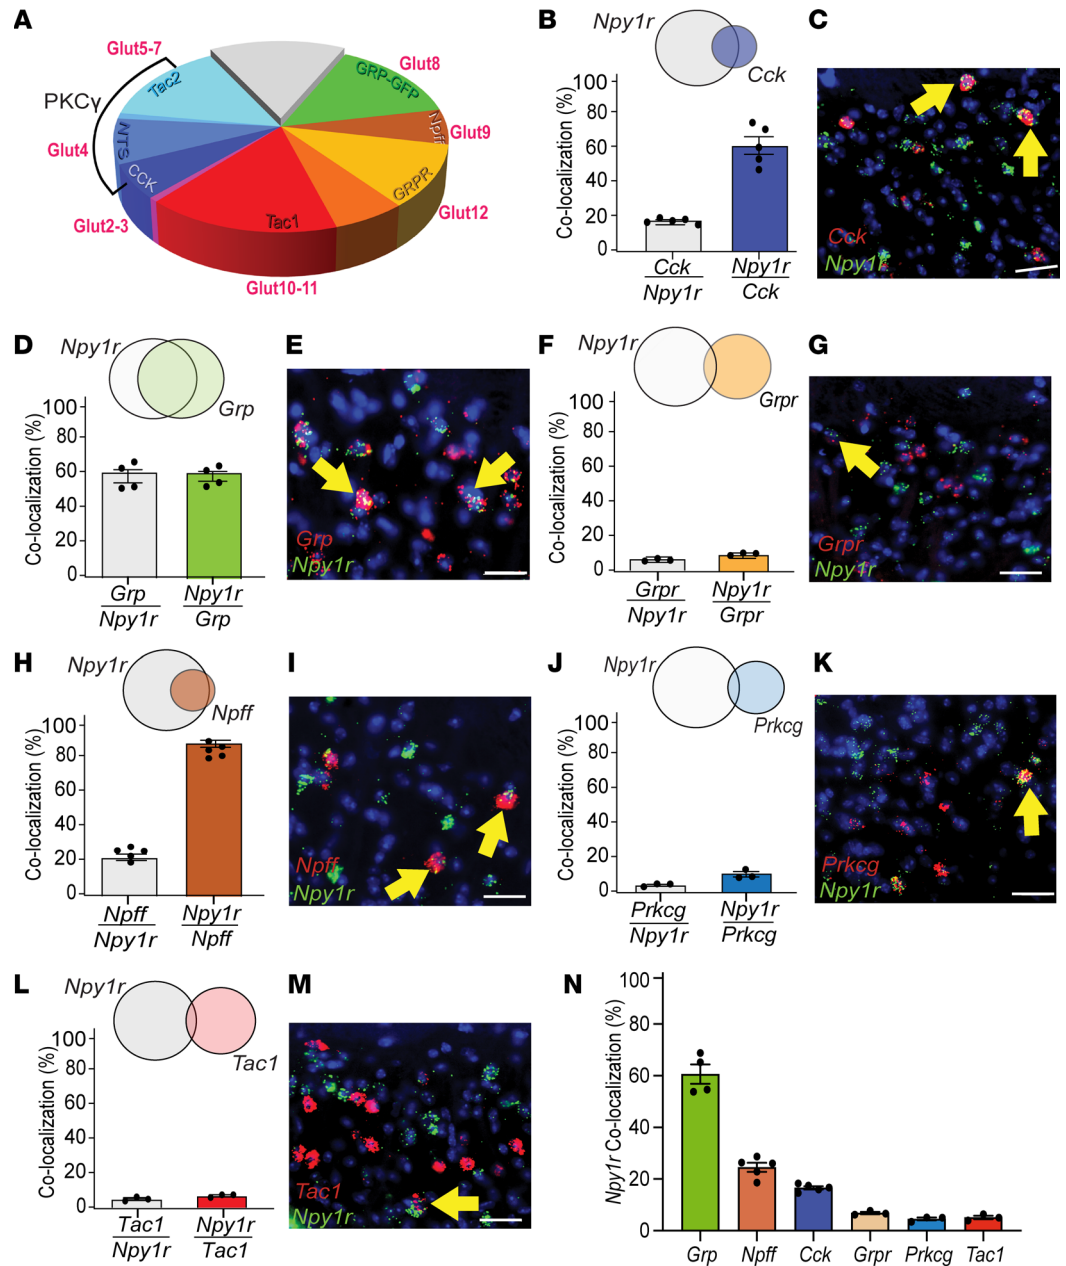 A
Glut5-7
Glut8
PKCγ
Tac2
GRP-GFP
Npff
Glut9
NTS
Glut4
CCK
GRPR
Glut2-3
Tac1
Glut12
Glut10-11
B
Npy1r
Cck
Co-localization (%)
100
80
60
40
20
0
Cck
Npy1r
Npy1r
Cck
C
Cck
Npy1r
D
Npy1r
Grp
Co-localization (%)
100
80
60
40
20
0
Grp
Npy1r
Npy1r
Grp
E
Grp
Npy1r
F
Npy1r
Grpr
Co-localization (%)
100
80
60
40
20
0
Grpr
Npy1r
Npy1r
Grpr
G
Grpr
Npy1r
H
Npy1r
Npff
Co-localization (%)
100
80
60
40
20
0
Npff
Npy1r
Npy1r
Npff
I
Npff
Npy1r
J
Npy1r
Prkcg
Co-localization (%)
100
80
60
40
20
0
Prkcg
Npy1r
Npy1r
Prkcg
K
Prkcg
Npy1r
L
Npy1r
Tac1
Co-localization (%)
100
80
60
40
20
0
Tac1
Npy1r
Npy1r
Tac1
M
Tac1
Npy1r
N
Npy1r Co-localization (%)
100
80
60
40
20
0
Grp Npff Cck Grpr Prkcg Tac1